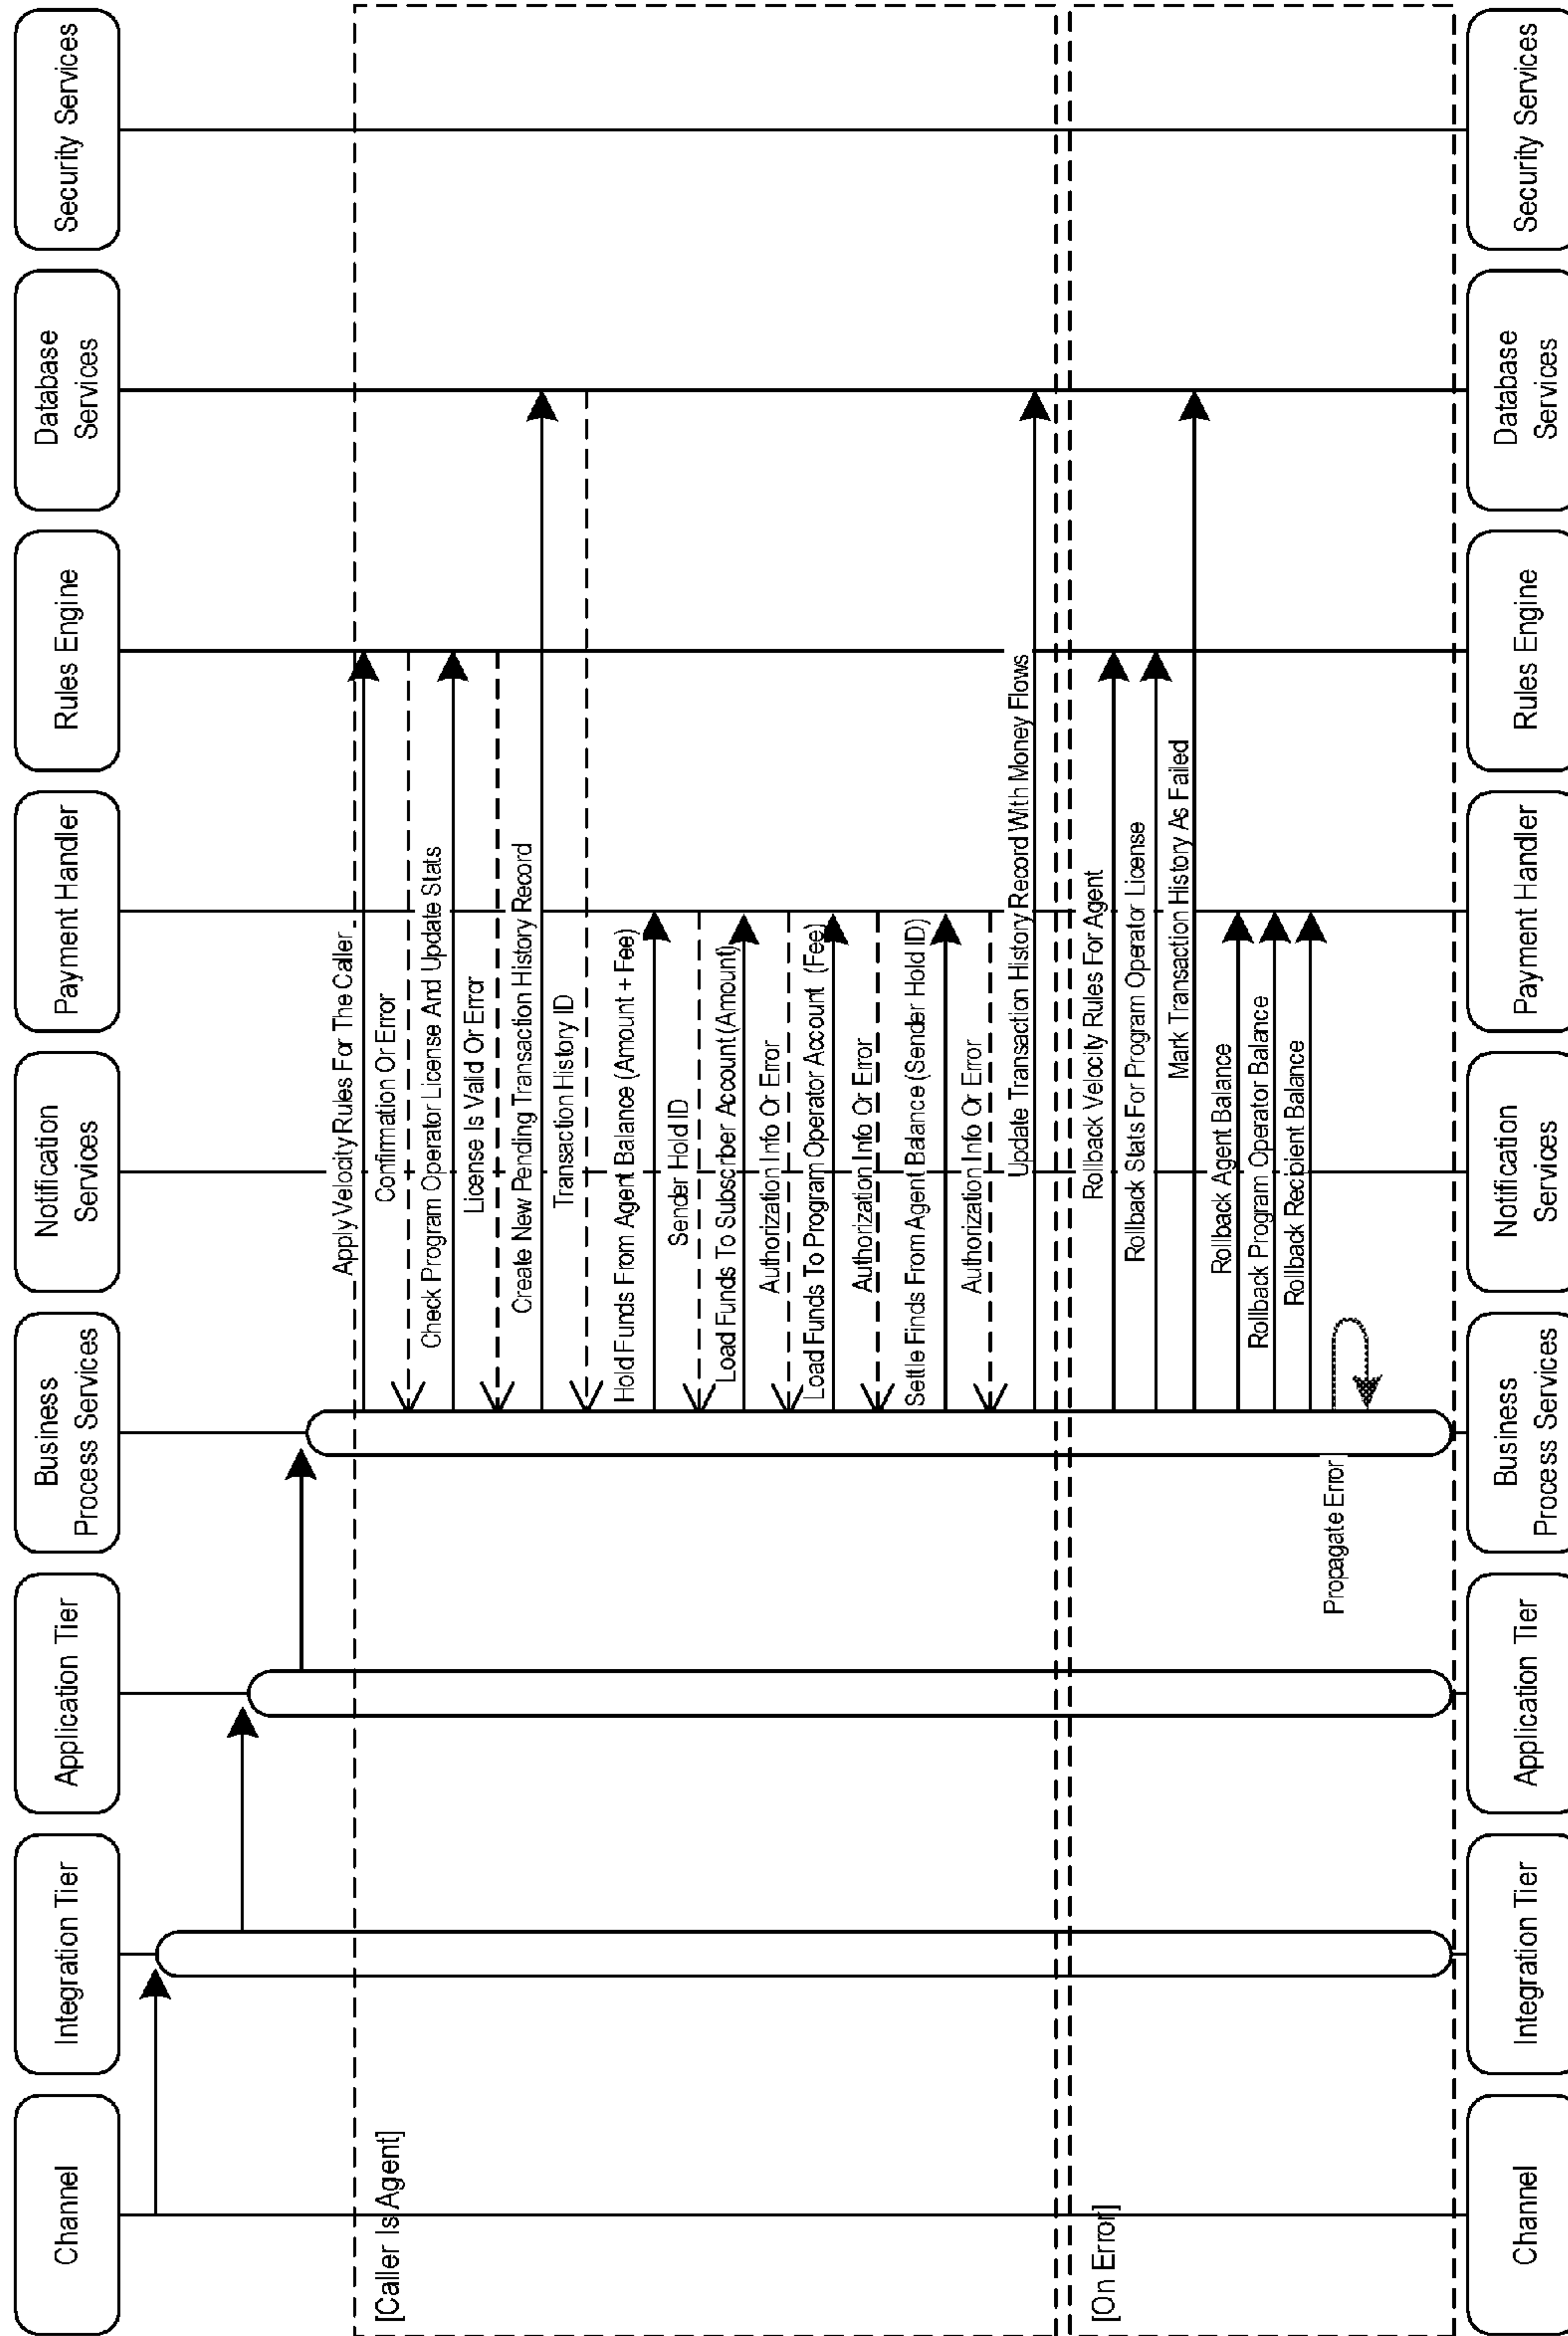 Channel
Integration Tier
Application Tier
Business
Process Services
Notification
Services
Payment Handler
Rules Engine
Database
Services
Security Services
[Caller Is Agent]
Apply Velocity Rules For The Caller
Confirmation Or Error
Check Program Operator License And Update Stats
License Is Valid Or Error
Create New Pending Transaction History Record
Transaction History ID
Hold Funds From Agent Balance (Amount + Fee)
Sender Hold ID
Load Funds To Subscriber Account (Amount)
Authorization Info Or Error
Load Funds To Program Operator Account (Fee)
Authorization Info Or Error
Settle Finds From Agent Balance (Sender Hold ID)
Authorization Info Or Error
Update Transaction History Record With Money Flows
[On Error]
Rollback Velocity Rules For Agent
Rollback Stats For Program Operator License
Mark Transaction History As Failed
Rollback Agent Balance
Rollback Program Operator Balance
Rollback Recipient Balance
Propagate Error
Channel
Integration Tier
Application Tier
Business
Process Services
Notification
Services
Payment Handler
Rules Engine
Database
Services
Security Services